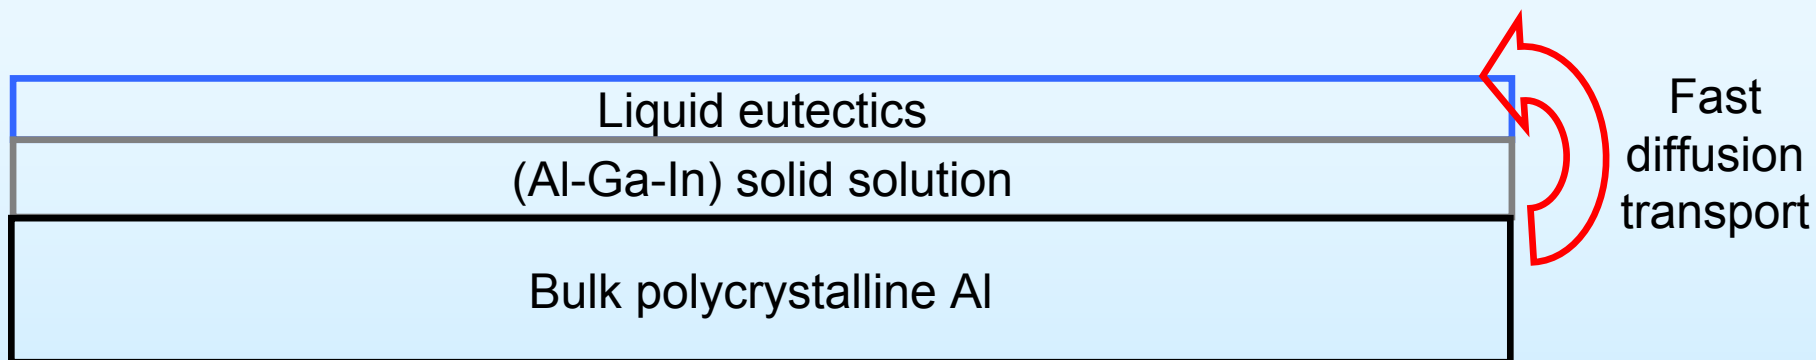 Liquid eutectics
(Al-Ga-In) solid solution
Bulk polycrystalline Al
Fast
diffusion
transport